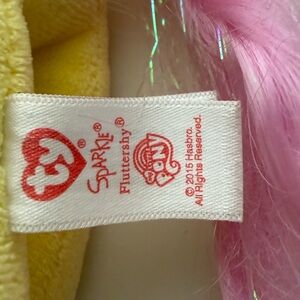 ty
SPARKLE®
Fluttershy®
My Little
PONY
© 2015 Hasbro.
All Rights Reserved.